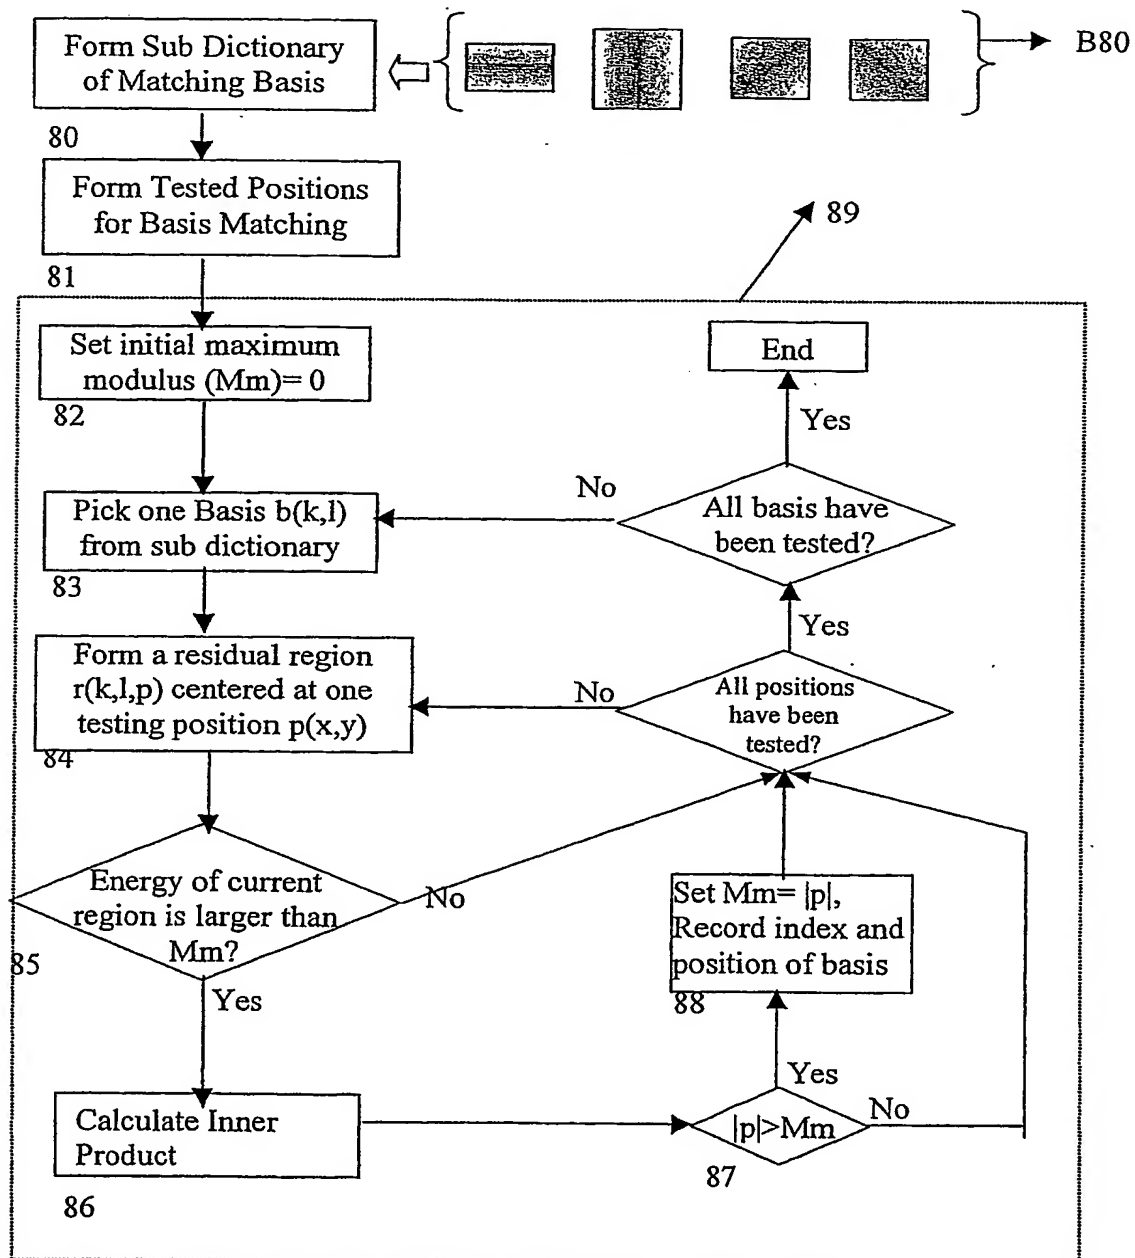 Form Sub Dictionary
of Matching Basis
B80
80
Form Tested Positions
for Basis Matching
81
89
Set initial maximum
modulus (Mm)= 0
82
End
Yes
No
All basis have
been tested?
Pick one Basis b(k,l)
from sub dictionary
83
Yes
Form a residual region
r(k,l,p) centered at one
testing position p(x,y)
84
No
All positions
have been
tested?
Energy of current
region is larger than
Mm?
85
No
Yes
Set Mm= |p|,
Record index and
position of basis
88
Yes
Calculate Inner
Product
86
|p|>Mm
87
No